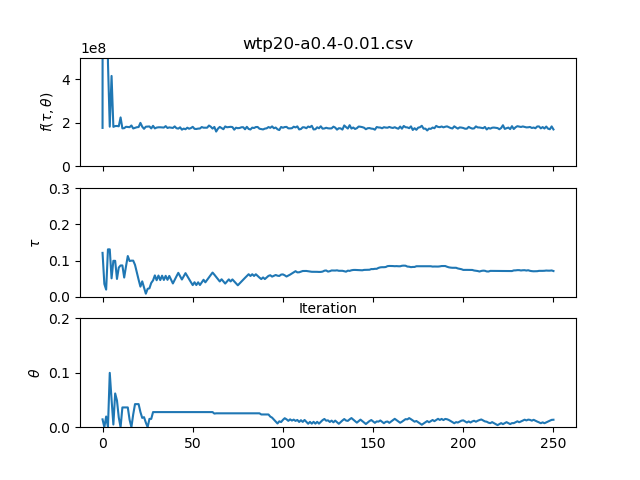 wtp20-a0.4-0.01.csv
1e8
4
2
0
f(τ, θ)
0.3
0.2
0.1
0.0
τ
Iteration
0.2
0.1
0.0
θ
0 50 100 150 200 250